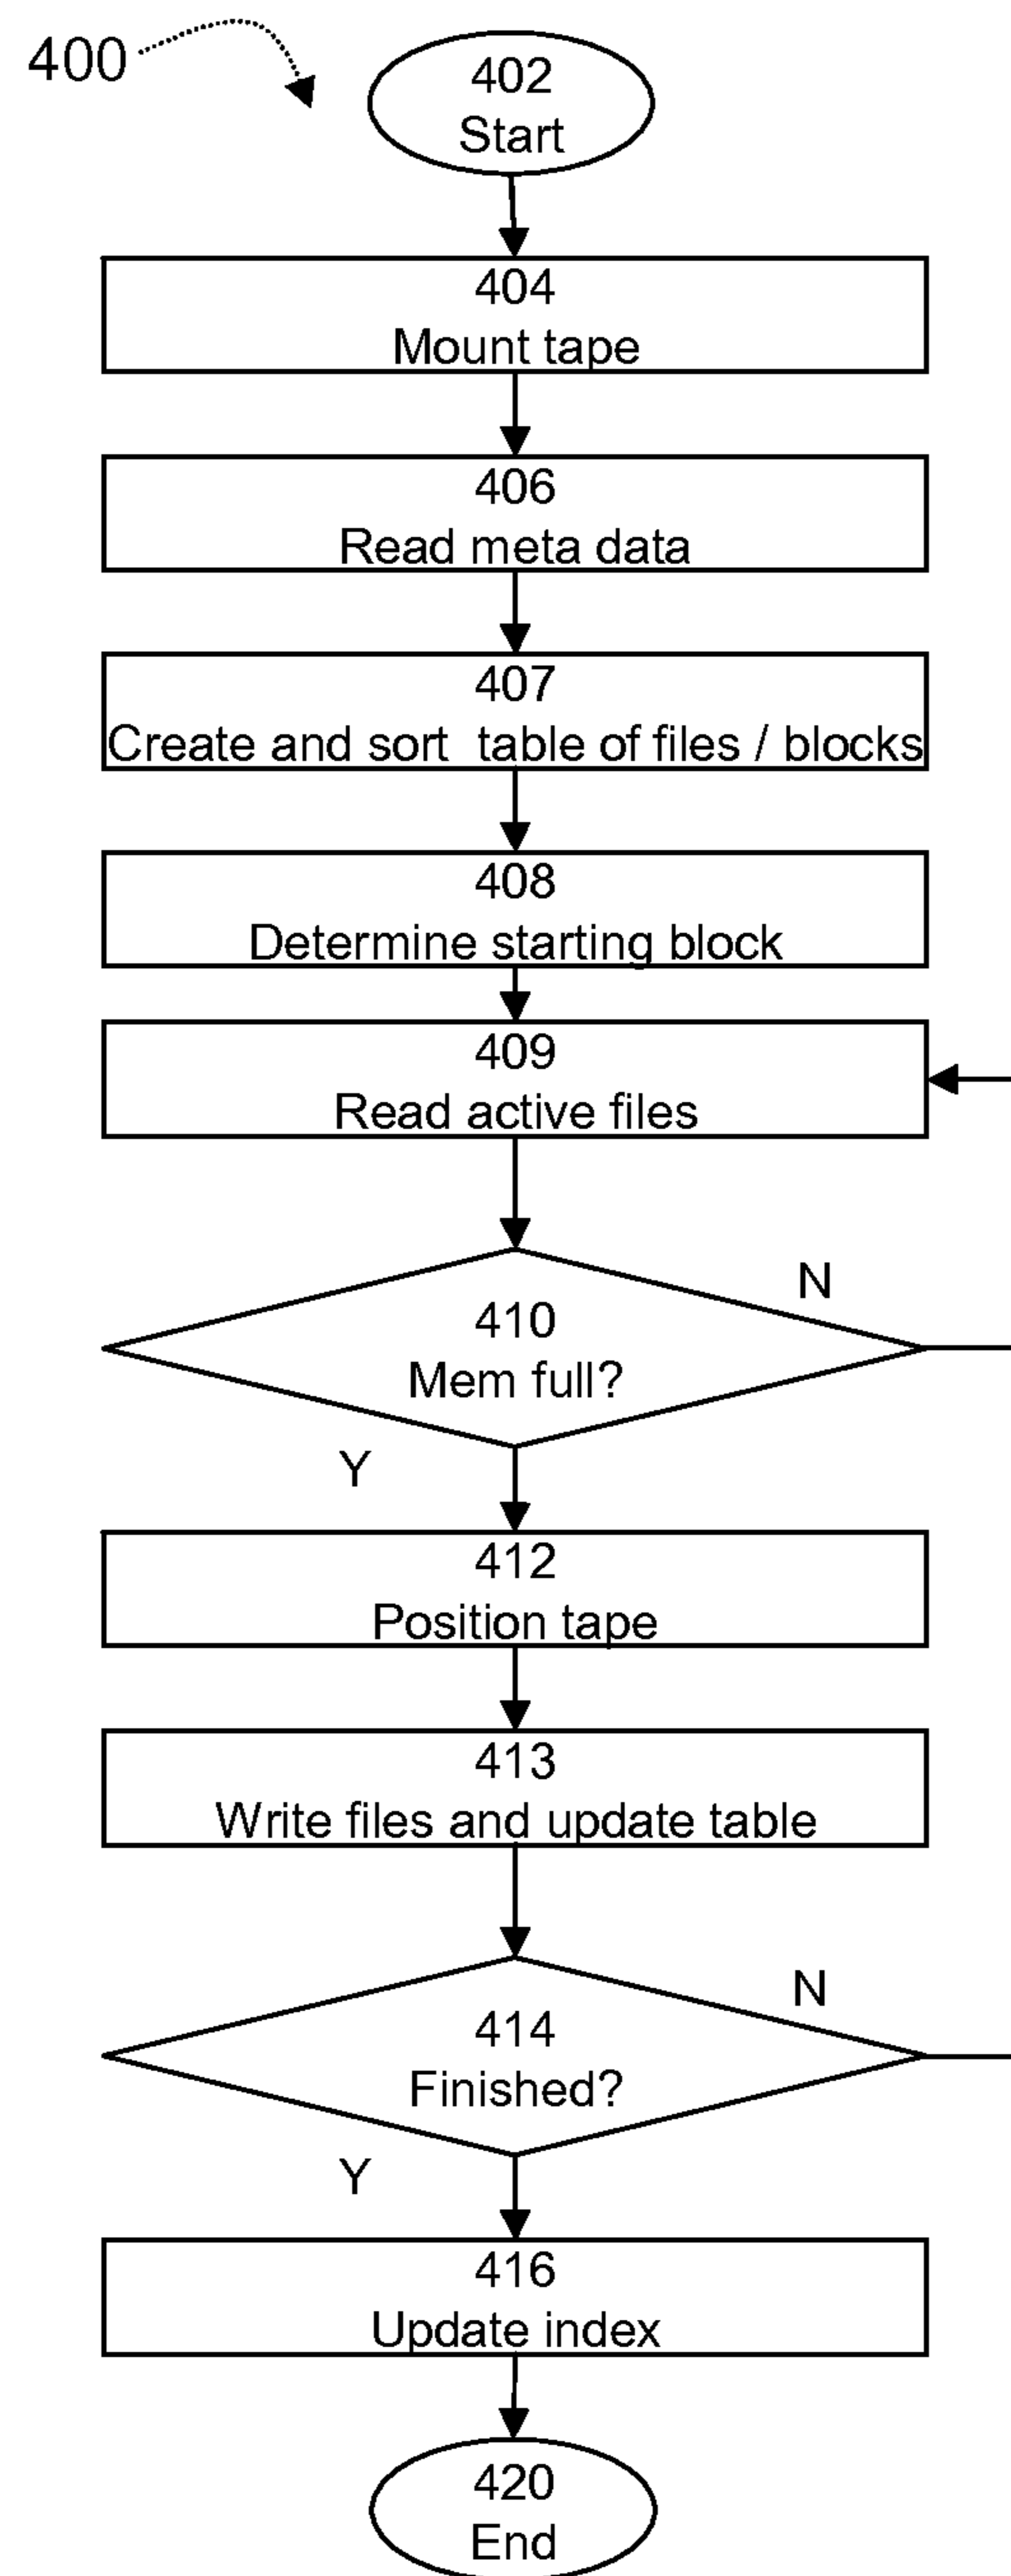 400
402
Start
404
Mount tape
406
Read meta data
407
Create and sort table of files / blocks
408
Determine starting block
409
Read active files
410
Mem full?
N
Y
412
Position tape
413
Write files and update table
414
Finished?
N
Y
416
Update index
420
End